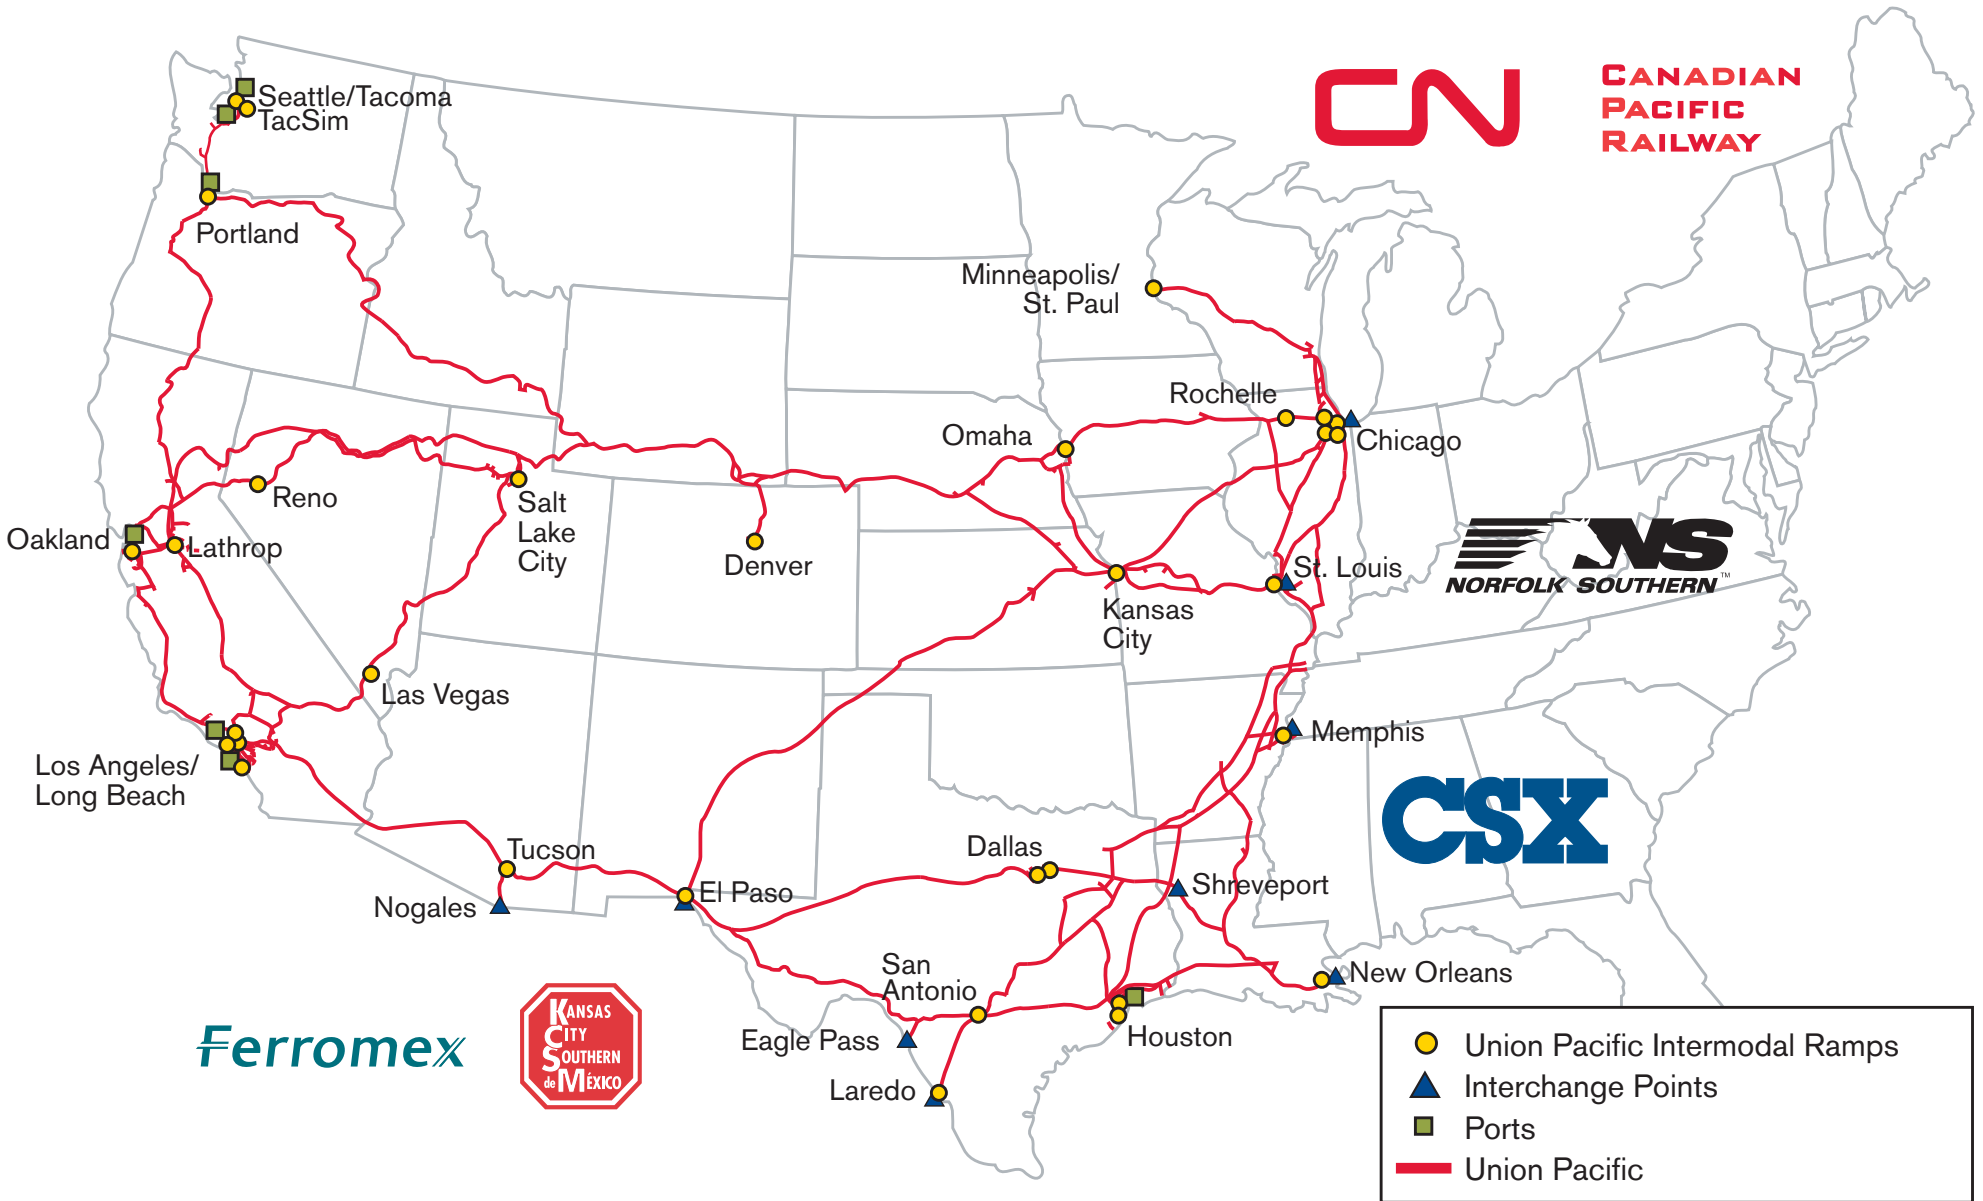 CN
CANADIAN
PACIFIC
RAILWAY
Seattle/Tacoma
TacSim
Portland
Minneapolis/
St. Paul
Rochelle
Omaha
Chicago
Reno
Salt
Lake
City
Oakland
Lathrop
Denver
St. Louis
NS
NORFOLK SOUTHERN™
Kansas
City
Las Vegas
Memphis
Los Angeles/
Long Beach
CSX
Tucson
Dallas
Nogales
El Paso
Shreveport
San
Antonio
New Orleans
Eagle Pass
Houston
Laredo
Ferromex
KANSAS
CITY
SOUTHERN
de MÉXICO
Union Pacific Intermodal Ramps
Interchange Points
Ports
Union Pacific